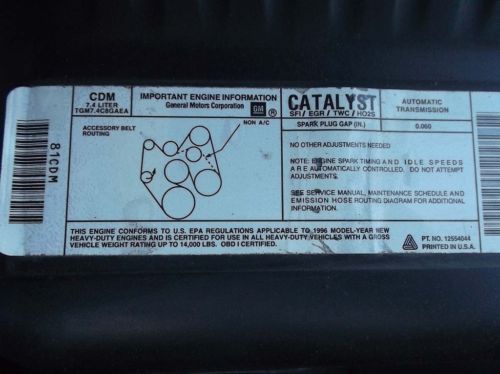 CDM
7.4 LITER
TGM7.4C8GAEA
IMPORTANT ENGINE INFORMATION
General Motors Corporation GM ®
CATALYST
SFI / EGR / TWC / HO2S
AUTOMATIC
TRANSMISSION
SPARK PLUG GAP (IN.) 0.060
ACCESSORY BELT
ROUTING
NON A/C
NO OTHER ADJUSTMENTS NEEDED
NOTE: ENGINE SPARK TIMING AND IDLE SPEEDS
ARE AUTOMATICALLY CONTROLLED. DO NOT ATTEMPT
ADJUSTMENTS.
SEE SERVICE MANUAL, MAINTENANCE SCHEDULE AND
EMISSION HOSE ROUTING DIAGRAM FOR ADDITIONAL
INFORMATION.
THIS ENGINE CONFORMS TO U.S. EPA REGULATIONS APPLICABLE TO 1996 MODEL-YEAR NEW
HEAVY-DUTY ENGINES AND IS CERTIFIED FOR USE IN ALL HEAVY-DUTY VEHICLES WITH A GROSS
VEHICLE WEIGHT RATING UP TO 14,000 LBS. OBD I CERTIFIED.
PT. NO. 12554044
PRINTED IN U.S.A.
81CDM
81CDM